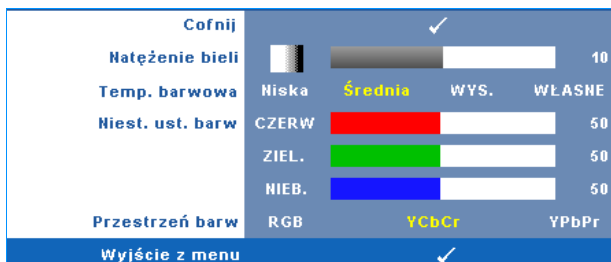 Cofnij
Natężenie bieli 10
Temp. barwowa Niska Średnia WYS. WŁASNE
Niest. ust. barw CZERW 50
ZIEL. 50
NIEB. 50
Przestrzeń barw RGB YCbCr YPbPr
Wyjście z menu